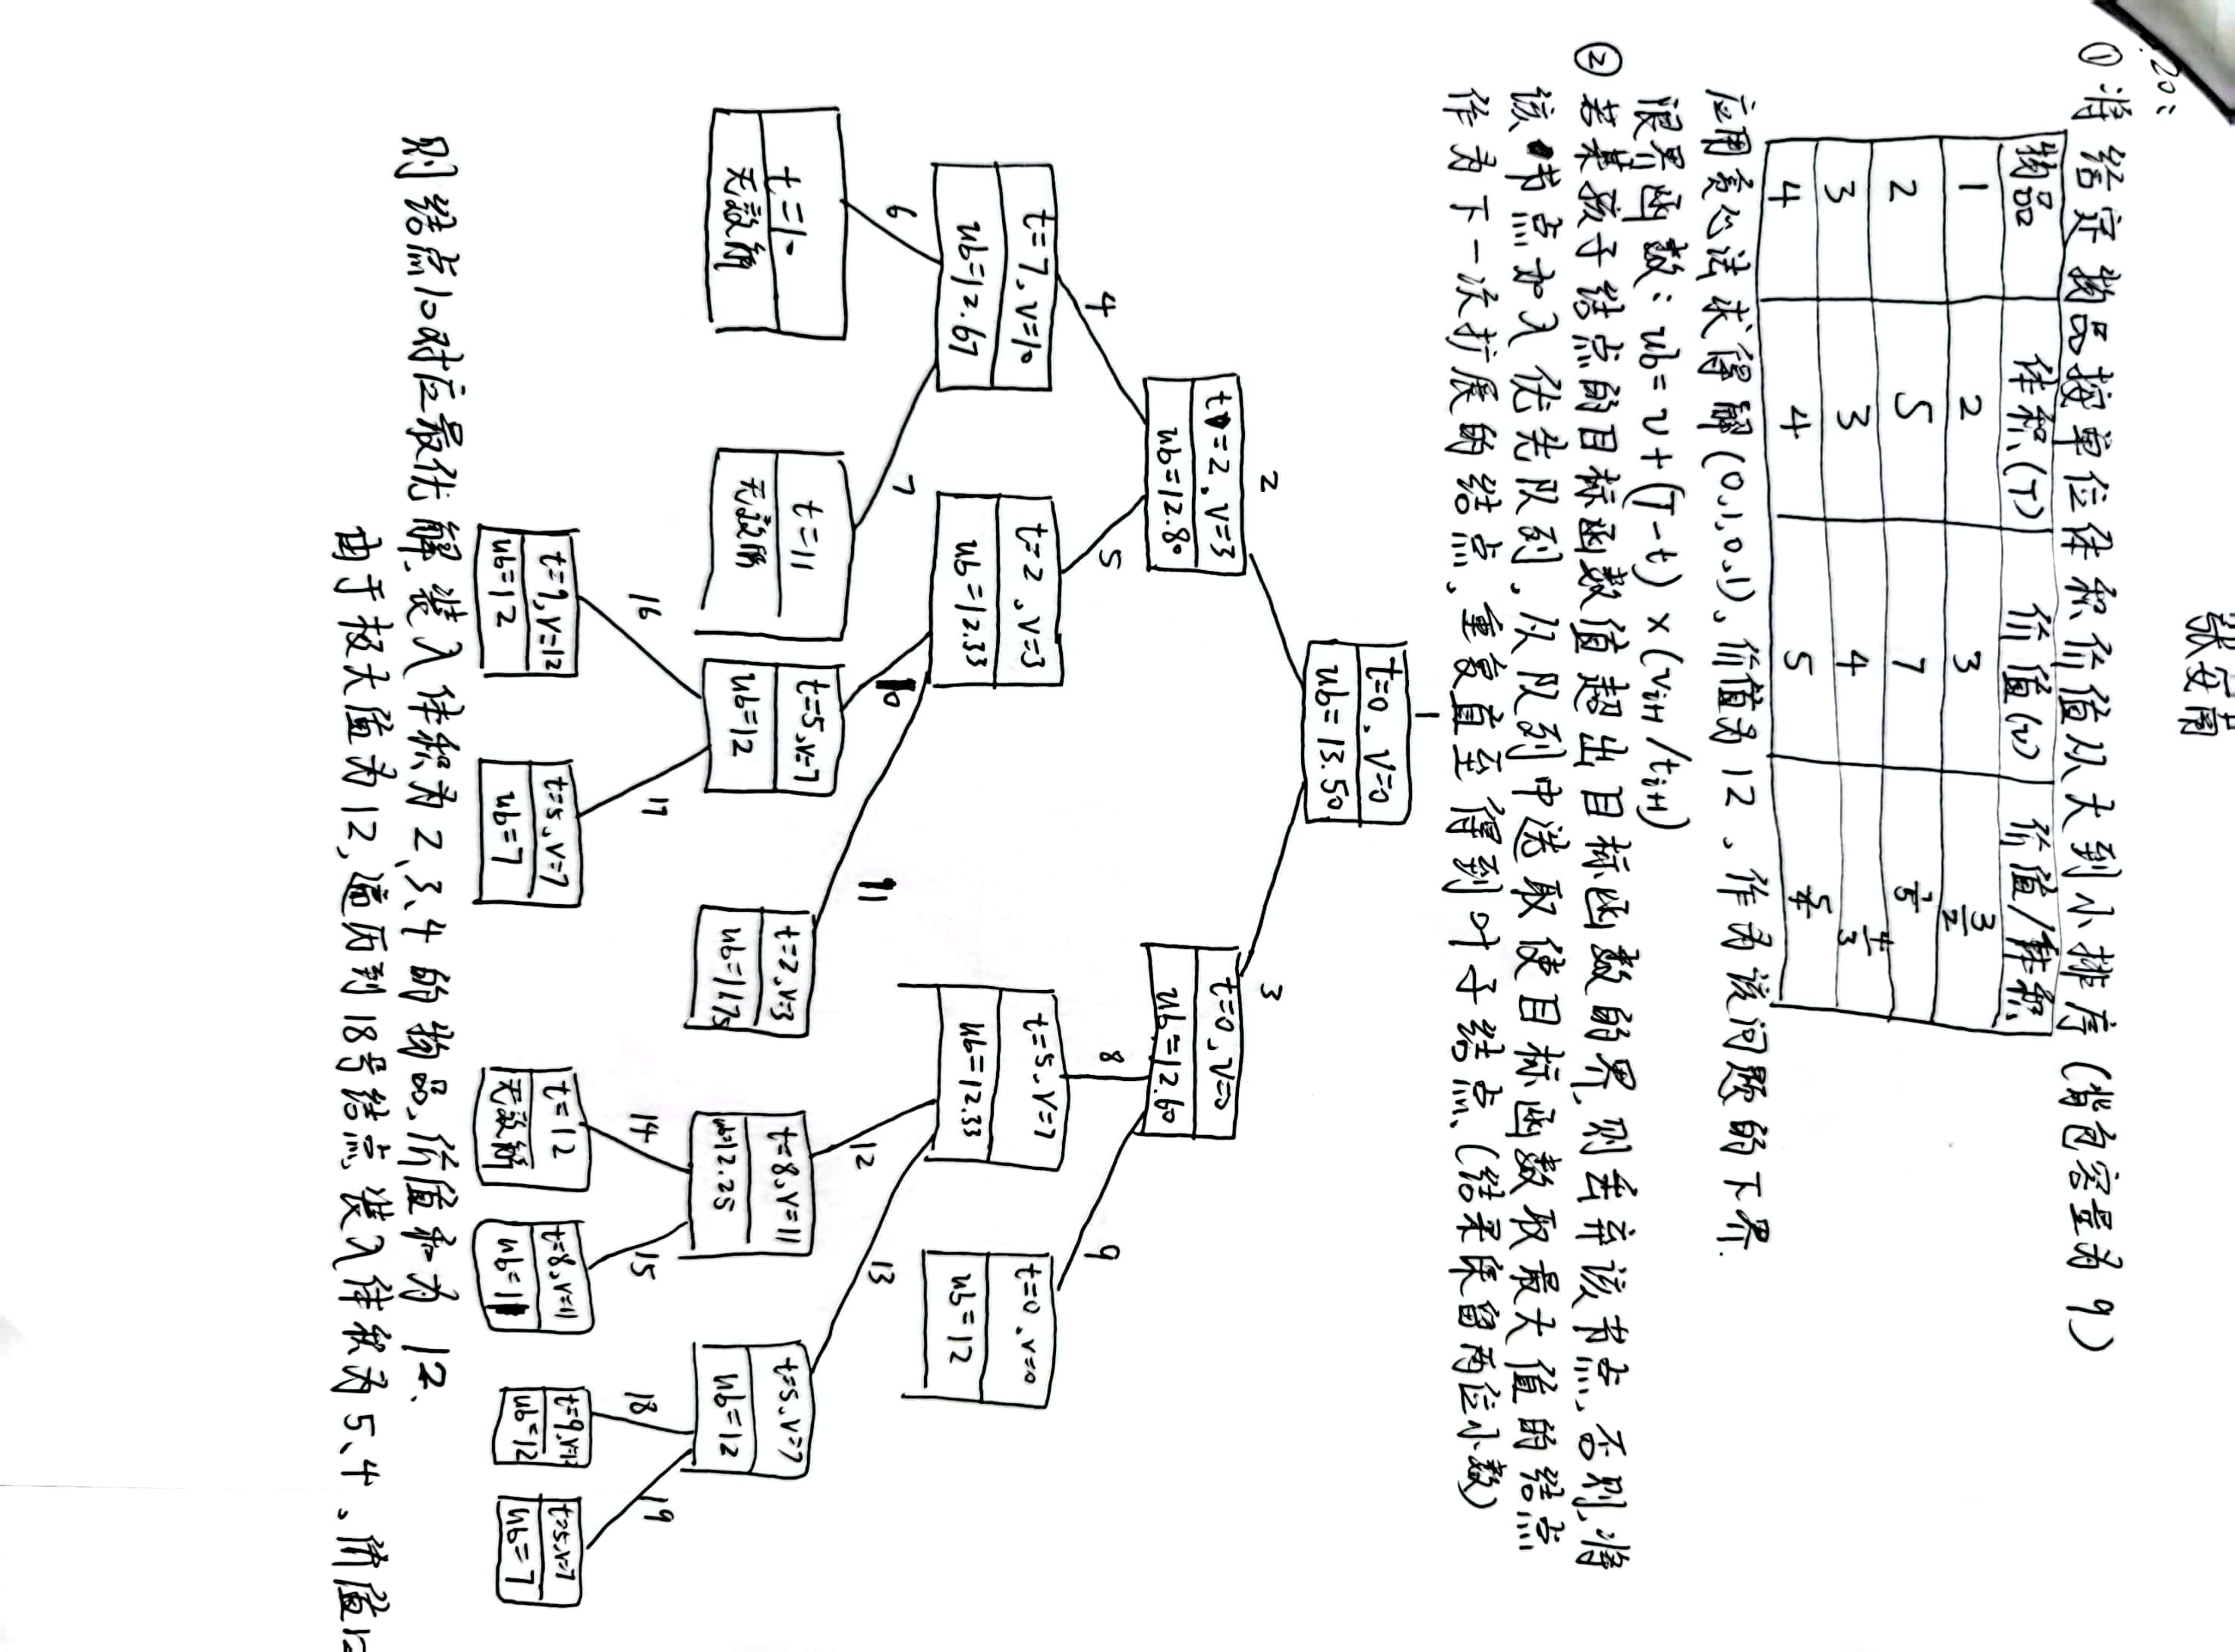 张安南
20:
①将给定物品按单位体积价值从大到小排序(背包容量为9)
物品 体积(T) 价值(v) 价值/体积
1 2 3 3/2
2 5 7 7/5
3 3 4 4/3
4 4 5 5/4
应用贪心法求得解(0,1,0,1),价值为12,作为该问题的下界.
限界函数:ub=v+(T-t)×(vi+1/ti+1)
②若某孩子结点的目标函数值超出目标函数的界,则丢弃该节点,否则,将
该节点加入优先队列,从队列中选取使目标函数取最大值的结点
作为下一次扩展的结点,重复直至得到叶子结点.(结果保留两位小数)
1
t=0,v=0
ub=13.50
2 3
t=2,v=3 t=0,v=0
ub=12.80 ub=12.60
4 5 8 9
t=7,v=10 t=2,v=3 t=5,v=7 t=0,v=0
ub=12.67 ub=12.33 ub=12.33 ub=12
6 7 10 11 12 13
t=10 t=11 t=5,v=7 t=2,v=3 t=8,v=11 t=5,v=7
无效解 无效解 ub=12 ub=11.75 ub=12.25 ub=12
16 17 14 15 18 19
t=9,v=12 t=5,v=7 t=12 t=8,v=11 t=9,v=12 t=5,v=7
ub=12 ub=7 无效解 ub=11 ub=12 ub=7
则结点10对应最优解,装入体积为2、3、4的物品,价值和为12.
由于极大值为12,遍历到18号结点,装入体积为5、4,价值12